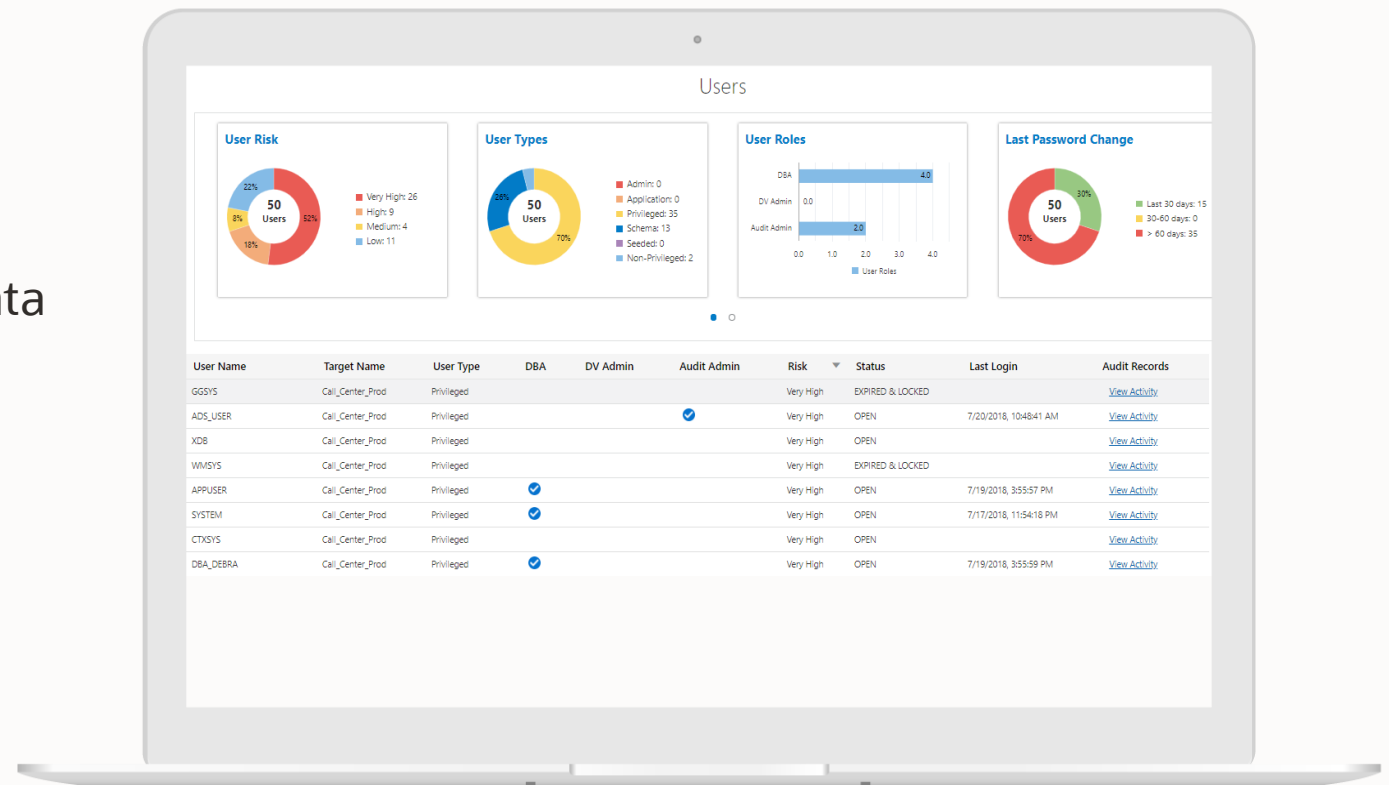 ata
Users
User Risk
22%
8%
18%
52%
50
Users
Very High: 26
High: 9
Medium: 4
Low: 11
User Types
26%
70%
50
Users
Admin: 0
Application: 0
Privileged: 35
Schema: 13
Seeded: 0
Non-Privileged: 2
User Roles
DBA 4.0
DV Admin 0.0
Audit Admin 2.0
0.0 1.0 2.0 3.0 4.0
User Roles
Last Password Change
30%
70%
50
Users
Last 30 days: 15
30-60 days: 0
> 60 days: 35
User Name Target Name User Type DBA DV Admin Audit Admin Risk Status Last Login Audit Records
GGSYS Call_Center_Prod Privileged Very High EXPIRED & LOCKED View Activity
ADS_USER Call_Center_Prod Privileged Very High OPEN 7/20/2018, 10:48:41 AM View Activity
XDB Call_Center_Prod Privileged Very High OPEN View Activity
WMSYS Call_Center_Prod Privileged Very High EXPIRED & LOCKED View Activity
APPUSER Call_Center_Prod Privileged Very High OPEN 7/19/2018, 3:55:57 PM View Activity
SYSTEM Call_Center_Prod Privileged Very High OPEN 7/17/2018, 11:54:18 PM View Activity
CTXSYS Call_Center_Prod Privileged Very High OPEN View Activity
DBA_DEBRA Call_Center_Prod Privileged Very High OPEN 7/19/2018, 3:55:59 PM View Activity